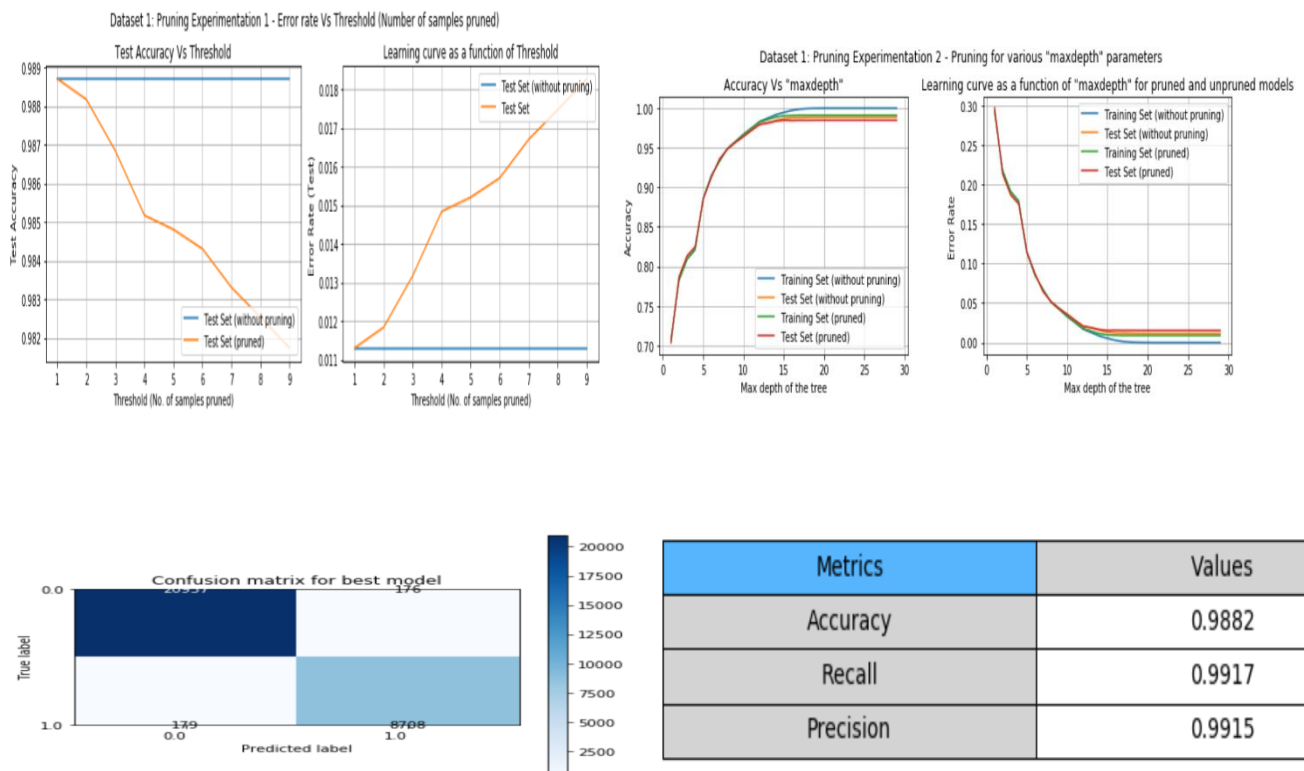 Dataset 1: Pruning Experimentation 1 - Error rate Vs Threshold (Number of samples pruned)
Test Accuracy Vs Threshold
0.989
0.988
0.987
0.986
0.985
0.984
0.983
0.982
Test Accuracy
Test Set (without pruning)
Test Set (pruned)
1 2 3 4 5 6 7 8 9
Threshold (No. of samples pruned)
Learning curve as a function of Threshold
0.018
0.017
0.016
0.015
0.014
0.013
0.012
0.011
Error Rate (Test)
Test Set (without pruning)
Test Set
1 2 3 4 5 6 7 8 9
Threshold (No. of samples pruned)
Dataset 1: Pruning Experimentation 2 - Pruning for various "maxdepth" parameters
Accuracy Vs "maxdepth"
1.00
0.95
0.90
0.85
0.80
0.75
0.70
Accuracy
Training Set (without pruning)
Test Set (without pruning)
Training Set (pruned)
Test Set (pruned)
0 5 10 15 20 25 30
Max depth of the tree
Learning curve as a function of "maxdepth" for pruned and unpruned models
0.30
0.25
0.20
0.15
0.10
0.05
0.00
Error Rate
Training Set (without pruning)
Test Set (without pruning)
Training Set (pruned)
Test Set (pruned)
0 5 10 15 20 25 30
Max depth of the tree
Confusion matrix for best model
0.0
1.0
True label
20937 176
179 8708
0.0 1.0
Predicted label
20000
17500
15000
12500
10000
7500
5000
2500
Metrics Values
Accuracy 0.9882
Recall 0.9917
Precision 0.9915